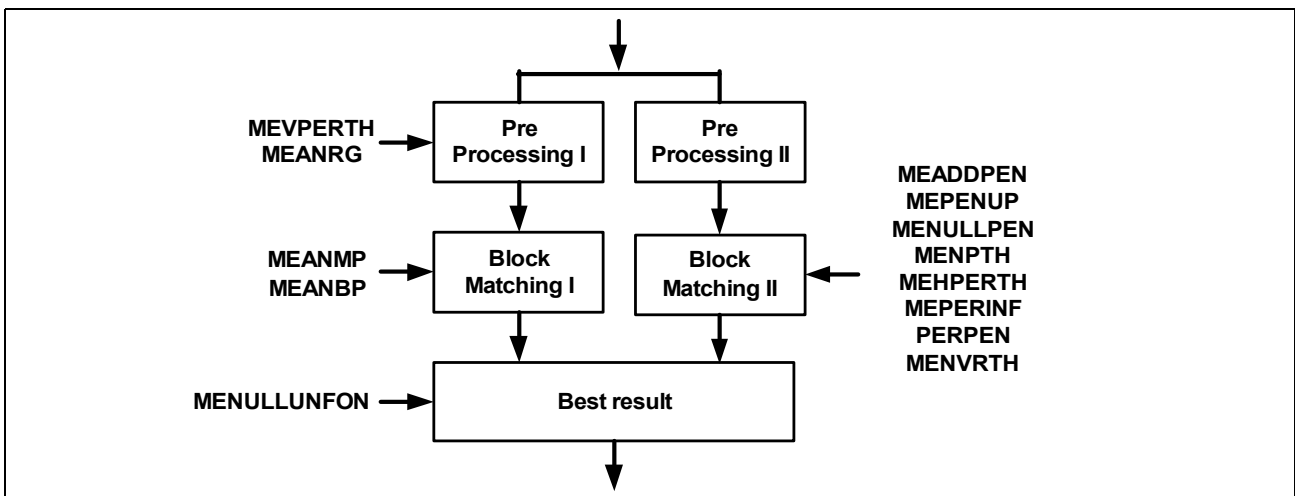 MEVPERTH
MEANRG
Pre
Processing I
Pre
Processing II
MEANMP
MEANBP
Block
Matching I
Block
Matching II
MEADDPEN
MEPENUP
MENULLPEN
MENPTH
MEHPERTH
MEPERINF
PERPEN
MENVRTH
MENULLUNFON
Best result